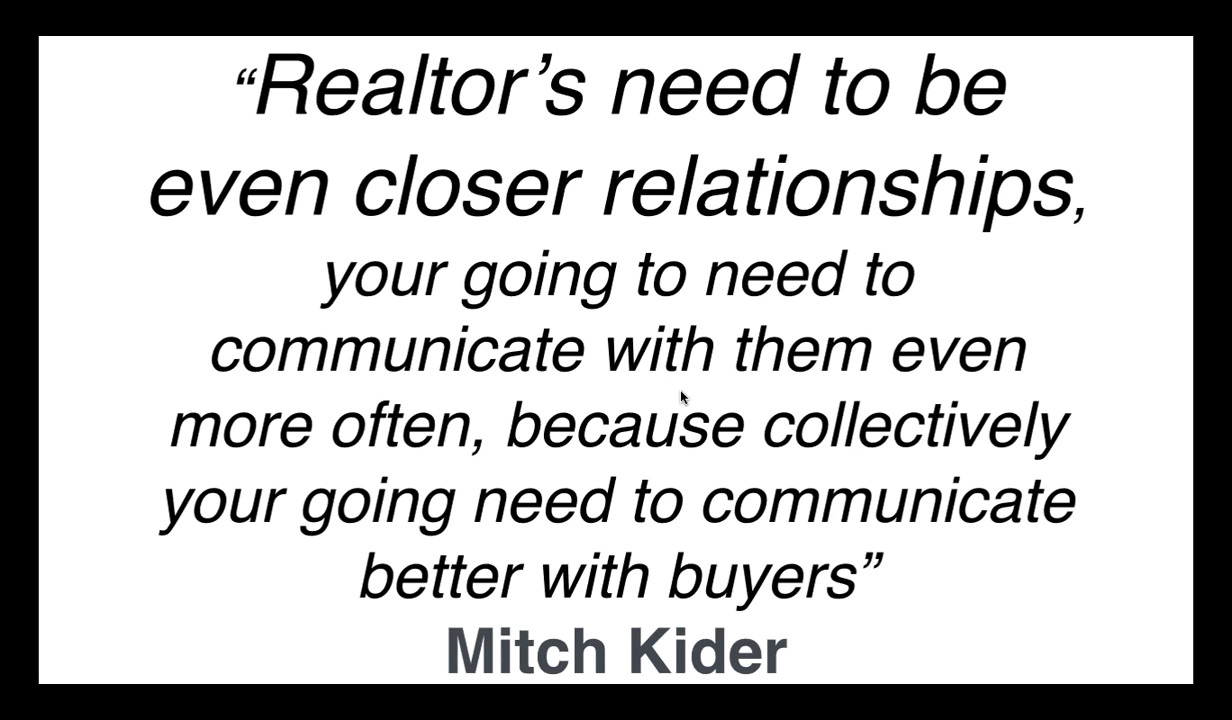 “Realtor’s need to be
even closer relationships,
your going to need to
communicate with them even
more often, because collectively
your going need to communicate
better with buyers”
Mitch Kider